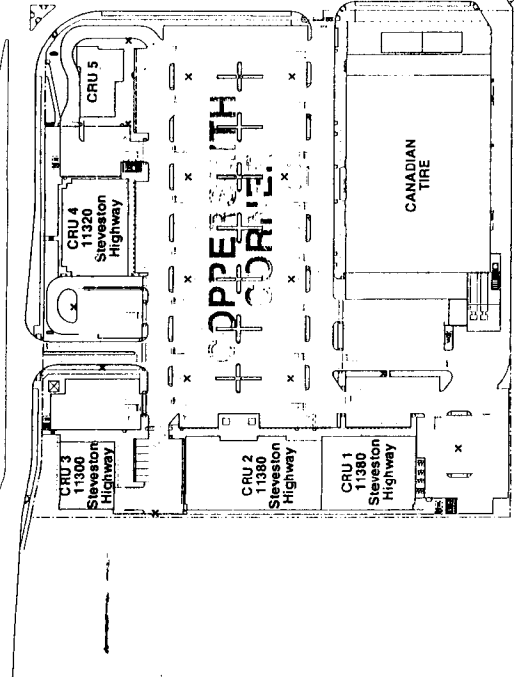 CRU 5
CRU 4
11320
Steveston
Highway
CRU 3
11300
Steveston
Highway
CRU 2
11380
Steveston
Highway
CRU 1
11380
Steveston
Highway
CANADIAN
TIRE